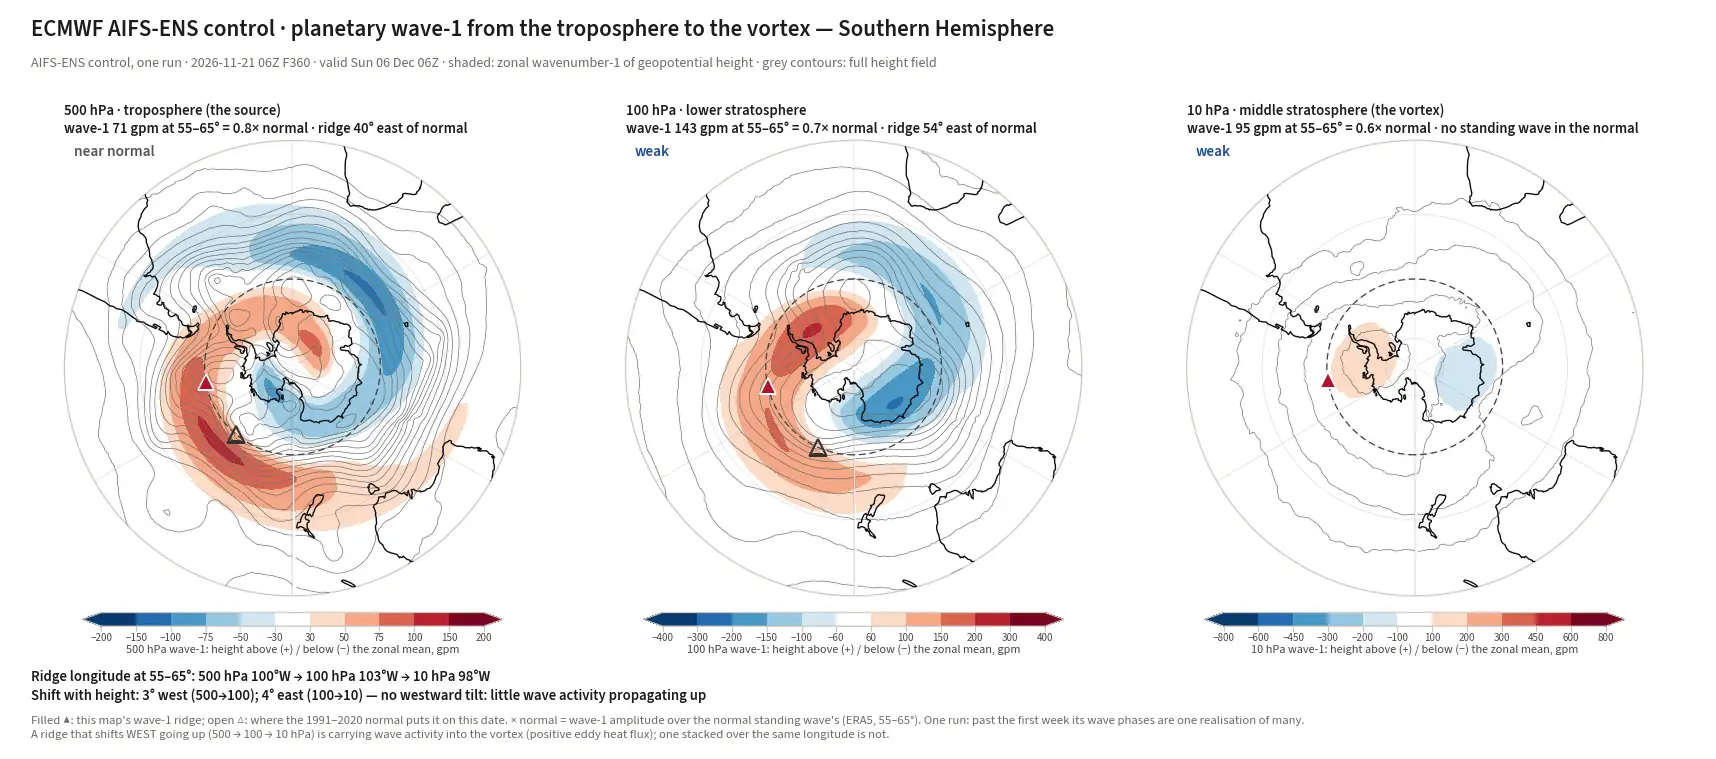 ECMWF AIFS-ENS control · planetary wave-1 from the troposphere to the vortex — Southern Hemisphere
AIFS-ENS control, one run · 2026-11-21 06Z F360 · valid Sun 06 Dec 06Z · shaded: zonal wavenumber-1 of geopotential height · grey contours: full height field
500 hPa · troposphere (the source)
wave-1 71 gpm at 55–65° = 0.8× normal · ridge 40° east of normal
near normal
100 hPa · lower stratosphere
wave-1 143 gpm at 55–65° = 0.7× normal · ridge 54° east of normal
weak
10 hPa · middle stratosphere (the vortex)
wave-1 95 gpm at 55–65° = 0.6× normal · no standing wave in the normal
weak
−200 −150 −100 −75 −50 −30 30 50 75 100 150 200
500 hPa wave-1: height above (+) / below (−) the zonal mean, gpm
−400 −300 −200 −150 −100 −60 60 100 150 200 300 400
100 hPa wave-1: height above (+) / below (−) the zonal mean, gpm
−800 −600 −450 −300 −200 −100 100 200 300 450 600 800
10 hPa wave-1: height above (+) / below (−) the zonal mean, gpm
Ridge longitude at 55–65°: 500 hPa 100°W → 100 hPa 103°W → 10 hPa 98°W
Shift with height: 3° west (500→100); 4° east (100→10) — no westward tilt: little wave activity propagating up
Filled ▲: this map's wave-1 ridge; open △: where the 1991–2020 normal puts it on this date. × normal = wave-1 amplitude over the normal standing wave's (ERA5, 55–65°). One run: past the first week its wave phases are one realisation of many.
A ridge that shifts WEST going up (500 → 100 → 10 hPa) is carrying wave activity into the vortex (positive eddy heat flux); one stacked over the same longitude is not.